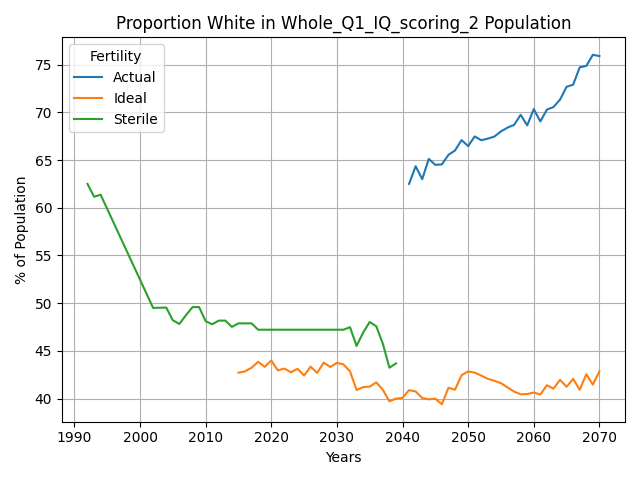 Proportion White in Whole_Q1_IQ_scoring_2 Population
Fertility
Actual
Ideal
Sterile
% of Population
75
70
65
60
55
50
45
40
1990
2000
2010
2020
2030
2040
2050
2060
2070
Years